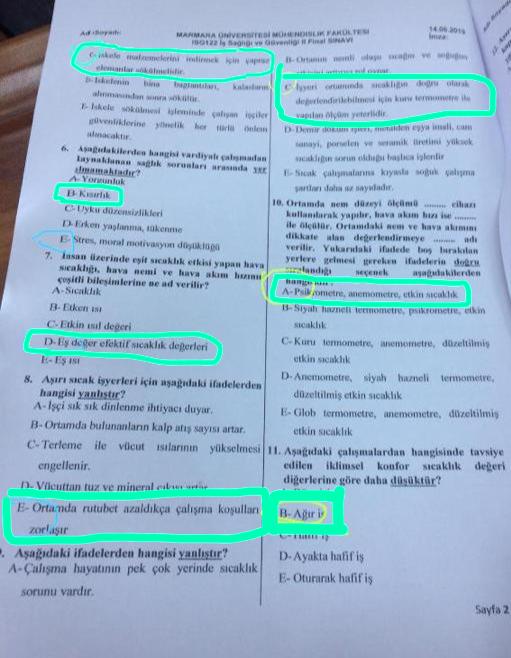 Adı-Soyadı:
MARMARA ÜNİVERSİTESİ MÜHENDİSLİK FAKÜLTESİ
ISG122 İş Sağlığı ve Güvenliği II Final SINAVI
14.06.2019
İmza:
C- İskele malzemelerini indirmek için çapraz
elemanlar sökülmelidir.
D-İskelenin bina bağlantıları, kalasların
alınmasından sonra sökülür.
E- İskele sökülmesi işleminde çalışan işçiler
güvenliklerine yönelik her türlü önlem
alınacaktır.
6. Aşağıdakilerden hangisi vardiyalı çalışmadan
kaynaklanan sağlık sorunları arasında yer
almamaktadır?
A- Yorgunluk
B-Kısırlık
C- Uyku düzensizlikleri
D-Erken yaşlanma, tükenme
E- Stres, moral motivasyon düşüklüğü
7. İnsan üzerinde eşit sıcaklık etkisi yapan hava
sıcaklığı, hava nemi ve hava akım hızının
çeşitli bileşimlerine ne ad verilir?
A- Sıcaklık
B- Etken ısı
C- Etkin ısıl değeri
D-Eş değer efektif sıcaklık değerleri
E- Eş ısı
8. Aşırı sıcak işyerleri için aşağıdaki ifadelerden
hangisi yanlıştır?
A- İşçi sık sık dinlenme ihtiyacı duyar.
B- Ortamda bulunanların kalp atış sayısı artar.
C- Terleme ile vücut ısılarının yükselmesi
engellenir.
D- Vücuttan tuz ve mineral çıkışı artar
E- Ortamda rutubet azaldıkça çalışma koşulları
zorlaşır
9. Aşağıdaki ifadelerden hangisi yanlıştır?
A-Çalışma hayatının pek çok yerinde sıcaklık
sorunu vardır.
B- Ortamın nemli oluşu sıcağın ve soğuğun
C- İşyeri ortamında sıcaklığın doğru olarak
değerlendirilebilmesi için kuru termometre ile
yapılan ölçüm yeterlidir.
D- Demir döküm işleri, metalden eşya imali, cam
sanayi, porselen ve seramik üretimi yüksek
sıcaklığın sorun olduğu başlıca işlerdir
E- Sıcak çalışmalarına kıyasla soğuk çalışma
şartları daha az sayıdadır.
10. Ortamda nem düzeyi ölçümü ........ cihazı
kullanılarak yapılır, hava akım hızı ise ........
ile ölçülür. Ortamdaki nem ve hava akımını
dikkate alan değerlendirmeye ........ adı
verilir. Yukarıdaki ifadede boş bırakılan
yerlere gelmesi gereken ifadelerin doğru
sıralandığı seçenek aşağıdakilerden
hangisidir?
A- Psikrometre, anemometre, etkin sıcaklık
B- Siyah hazneli termometre, psikrometre, etkin
sıcaklık
C- Kuru termometre, anemometre, düzeltilmiş
etkin sıcaklık
D- Anemometre, siyah hazneli termometre,
düzeltilmiş etkin sıcaklık
E- Glob termometre, anemometre, düzeltilmiş
etkin sıcaklık
11. Aşağıdaki çalışmalardan hangisinde tavsiye
edilen iklimsel konfor sıcaklık değeri
diğerlerine göre daha düşüktür?
B- Ağır i
C- Hafif iş
D- Ayakta hafif iş
E- Oturarak hafif iş
Sayfa 2